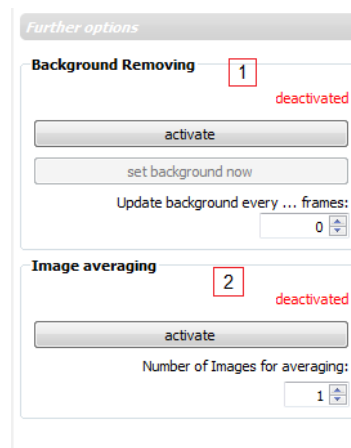 Further options
Background Removing
1
deactivated
activate
set background now
Update background every ... frames:
0
Image averaging
2
deactivated
activate
Number of Images for averaging:
1